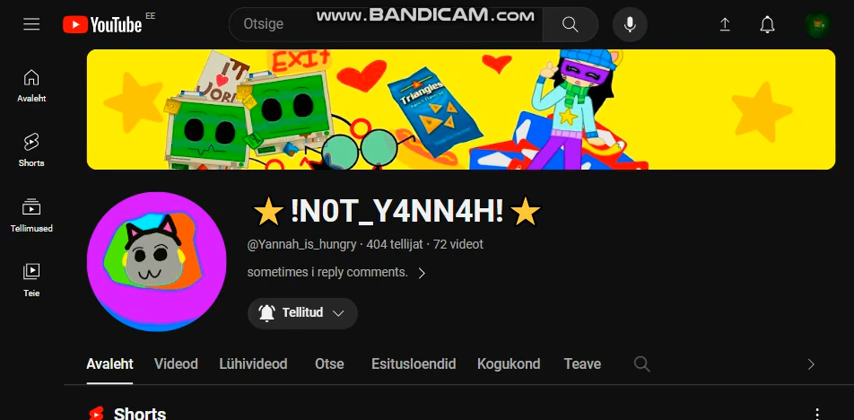 www.BANDICAM.com
YouTube EE
Otsige
Avaleht
Shorts
Tellimused
Teie
EXIt
I'T
JORI
Triangles
⭐!N0T_Y4NN4H!⭐
@Yannah_is_hungry · 404 tellijat · 72 videot
sometimes i reply comments.
Tellitud
Avaleht Videod Lühivideod Otse Esitusloendid Kogukond Teave
Shorts